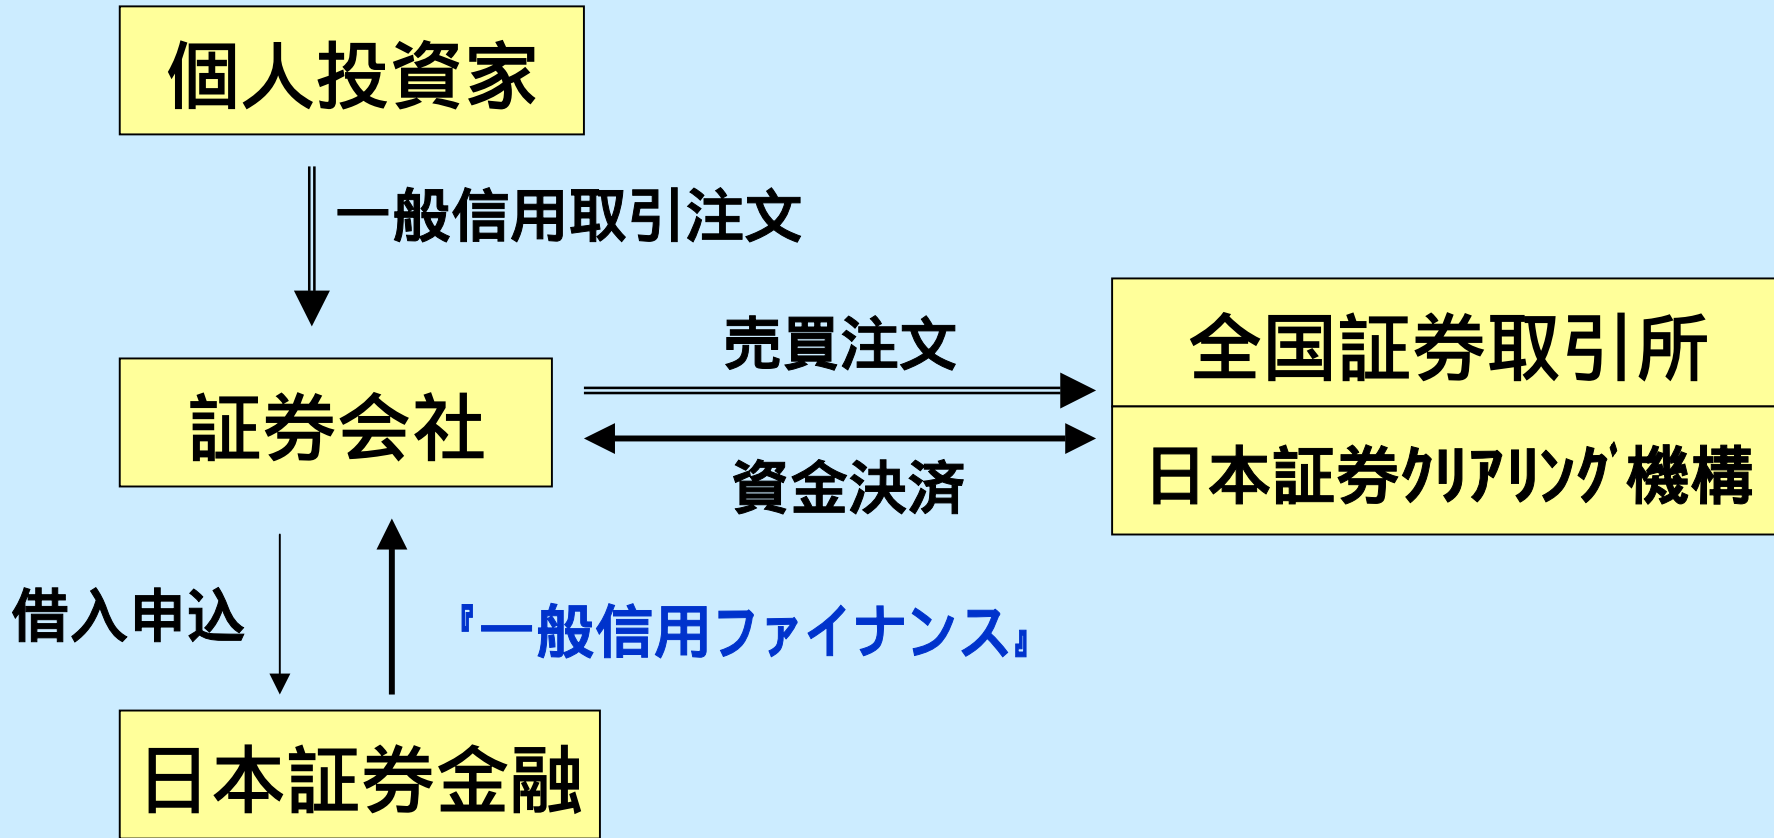 個人投資家
一般信用取引注文
売買注文
全国証券取引所
証券会社
日本証券ｸﾘｱﾘﾝｸﾞ機構
資金決済
借入申込
『一般信用ファイナンス』
日本証券金融